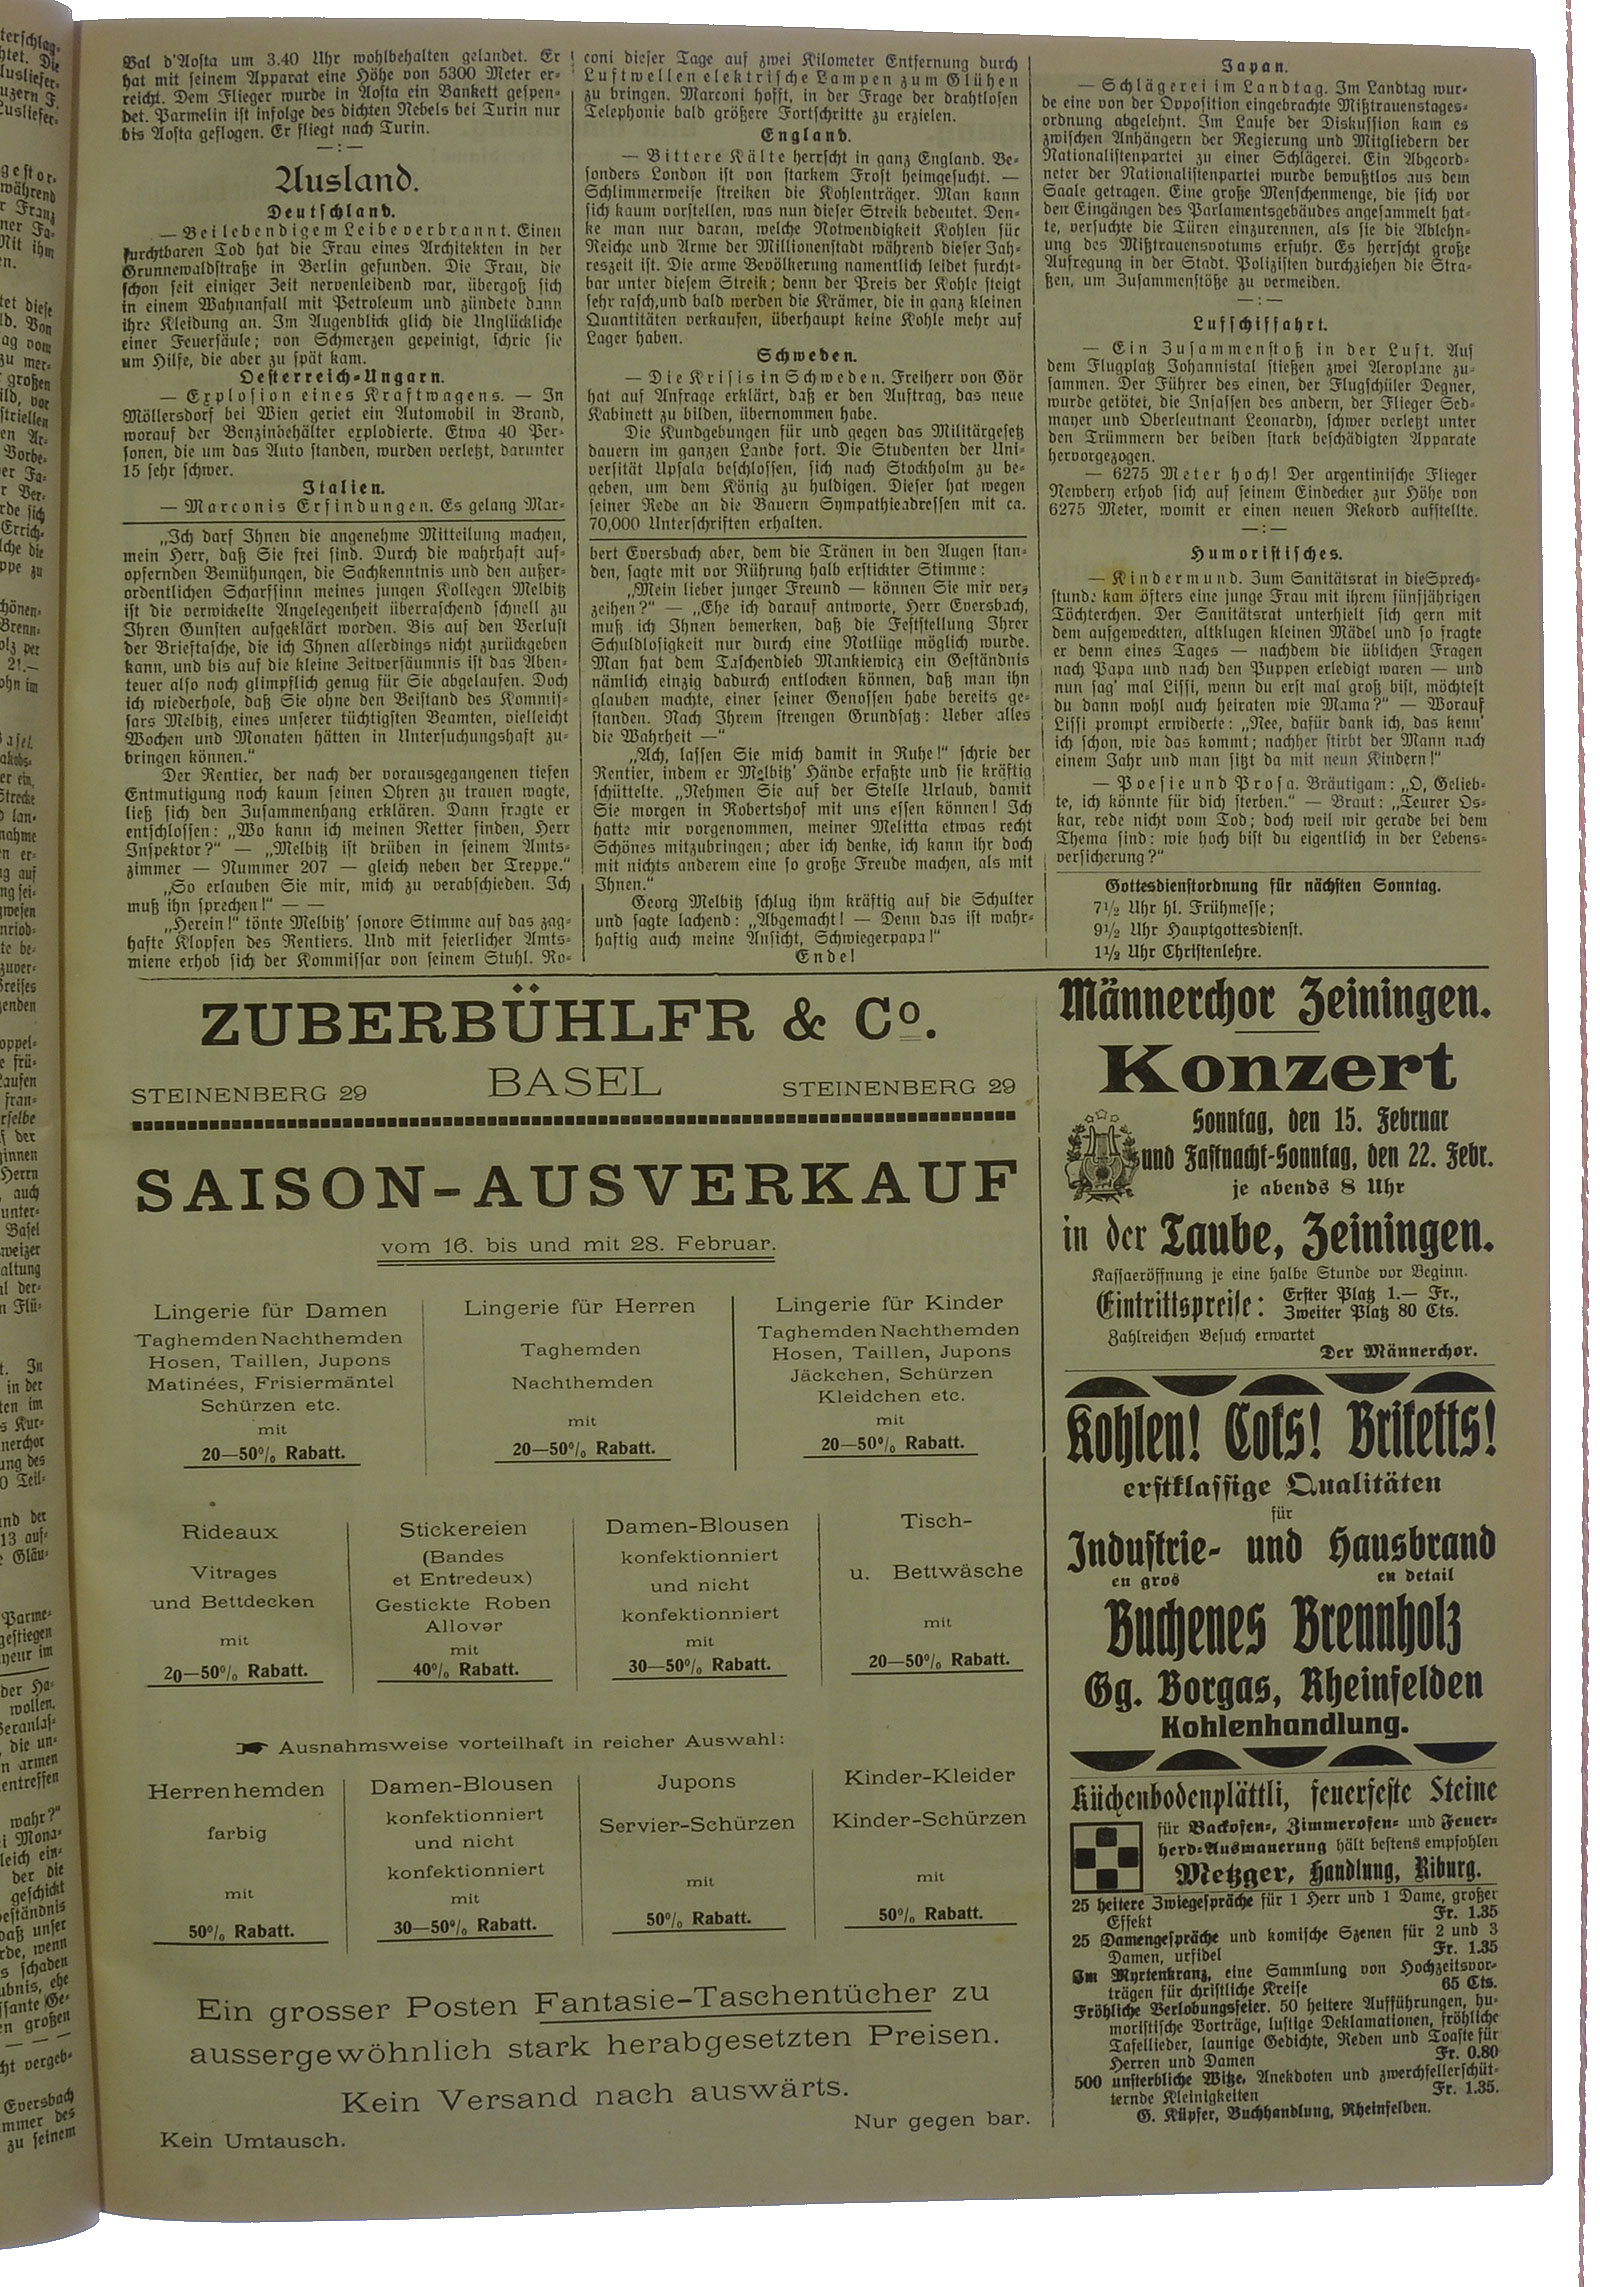 Val d'Aosta um 3.40 Uhr wohlbehalten gelandet. Er
hat mit seinem Apparat eine Höhe von 5300 Meter er-
reicht. Dem Flieger wurde in Aosta ein Bankett gespen-
det. Parmelin ist infolge des dichten Nebels bei Turin nur
bis Aosta geflogen. Er fliegt nach Turin.
—:—
Ausland.
Deutschland.
— Bei lebendigem Leibe verbrannt. Einen
furchtbaren Tod hat die Frau eines Architekten in der
Grunnewaldstraße in Berlin gefunden. Die Frau, die
schon seit einiger Zeit nervenleidend war, übergoß sich
in einem Wahnanfall mit Petroleum und zündete dann
ihre Kleidung an. Im Augenblick glich die Unglückliche
einer Feuersäule; von Schmerzen gepeinigt, schrie sie
um Hilfe, die aber zu spät kam.
Oesterreich-Ungarn.
— Explosion eines Kraftwagens. — In
Möllersdorf bei Wien geriet ein Automobil in Brand,
worauf der Benzinbehälter explodierte. Etwa 40 Per-
sonen, die um das Auto standen, wurden verletzt, darunter
15 sehr schwer.
Italien.
— Marconis Erfindungen. Es gelang Mar-
coni dieser Tage auf zwei Kilometer Entfernung durch
Luftwellen elektrische Lampen zum Glühen
zu bringen. Marconi hofft, in der Frage der drahtlosen
Telephonie bald größere Fortschritte zu erzielen.
England.
— Bittere Kälte herrscht in ganz England. Be-
sonders London ist von starkem Frost heimgesucht. —
Schlimmerweise streiken die Kohlenträger. Man kann
sich kaum vorstellen, was nun dieser Streik bedeutet. Den-
ke man nur daran, welche Notwendigkeit Kohlen für
Reiche und Arme der Millionenstadt während dieser Jah-
reszeit ist. Die arme Bevölkerung namentlich leidet furcht-
bar unter diesem Streik; denn der Preis der Kohle steigt
sehr rasch,und bald werden die Krämer, die in ganz kleinen
Quantitäten verkaufen, überhaupt keine Kohle mehr auf
Lager haben.
Schweden.
— Die Krisis in Schweden. Freiherr von Gör
hat auf Anfrage erklärt, daß er den Auftrag, das neue
Kabinett zu bilden, übernommen habe.
Die Kundgebungen für und gegen das Militärgesetz
dauern im ganzen Lande fort. Die Studenten der Uni-
versität Upsala beschlossen, sich nach Stockholm zu be-
geben, um dem König zu huldigen. Dieser hat wegen
seiner Rede an die Bauern Sympathieadressen mit ca.
70,000 Unterschriften erhalten.
Japan.
— Schlägerei im Landtag. Im Landtag wur-
de eine von der Opposition eingebrachte Mißtrauenstages-
ordnung abgelehnt. Im Laufe der Diskussion kam es
zwischen Anhängern der Regierung und Mitgliedern der
Nationalistenpartei zu einer Schlägerei. Ein Abgeord-
neter der Nationalistenpartei wurde bewußtlos aus dem
Saale getragen. Eine große Menschenmenge, die sich vor
den Eingängen des Parlamentsgebäudes angesammelt hat-
te, versuchte die Türen einzurennen, als sie die Ablehn-
ung des Mißtrauensvotums erfuhr. Es herrscht große
Aufregung in der Stadt. Polizisten durchziehen die Stra-
ßen, um Zusammenstöße zu vermeiden.
—:—
Lufschiffahrt.
— Ein Zusammenstoß in der Luft. Auf
dem Flugplatz Johannistal stießen zwei Aeroplane zu-
sammen. Der Führer des einen, der Flugschüler Degner,
wurde getötet, die Insassen des andern, der Flieger Sed-
mayer und Oberleutnant Leonardy, schwer verletzt unter
den Trümmern der beiden stark beschädigten Apparate
hervorgezogen.
— 6275 Meter hoch! Der argentinische Flieger
Newbery erhob sich auf seinem Eindecker zur Höhe von
6275 Meter, womit er einen neuen Rekord aufstellte.
—:—
Humoristisches.
— Kindermund. Zum Sanitätsrat in dieSprech-
stunde kam öfters eine junge Frau mit ihrem fünfjährigen
Töchterchen. Der Sanitätsrat unterhielt sich gern mit
dem aufgeweckten, altklugen kleinen Mädel und so fragte
er denn eines Tages — nachdem die üblichen Fragen
nach Papa und nach den Puppen erledigt waren — und
nun sag' mal Lissi, wenn du erst mal groß bist, möchtest
du dann wohl auch heiraten wie Mama?" — Worauf
Lissi prompt erwiderte: „Nee, dafür dank ich, das kenn'
ich schon, wie das kommt; nachher stirbt der Mann nach
einem Jahr und man sitzt da mit neun Kindern!"
— Poesie und Prosa. Bräutigam: „O, Gelieb-
te, ich könnte für dich sterben." — Braut: „Teurer Os-
kar, rede nicht vom Tod; doch weil wir gerade bei dem
Thema sind: wie hoch bist du eigentlich in der Lebens-
versicherung?"
Gottesdienstordnung für nächsten Sonntag.
7½ Uhr hl. Frühmesse;
9½ Uhr Hauptgottesdienst.
1½ Uhr Christenlehre.
„Ich darf Ihnen die angenehme Mitteilung machen,
mein Herr, daß Sie frei sind. Durch die wahrhaft auf-
opfernden Bemühungen, die Sachkenntnis und den außer-
ordentlichen Scharfsinn meines jungen Kollegen Melbitz
ist die verwickelte Angelegenheit überraschend schnell zu
Ihren Gunsten aufgeklärt worden. Bis auf den Verlust
der Brieftasche, die ich Ihnen allerdings nicht zurückgeben
kann, und bis auf die kleine Zeitversäumnis ist das Aben-
teuer also noch glimpflich genug für Sie abgelaufen. Doch
ich wiederhole, daß Sie ohne den Beistand des Kommis-
sars Melbitz, eines unserer tüchtigsten Beamten, vielleicht
Wochen und Monaten hätten in Untersuchungshaft zu-
bringen können."
Der Rentier, der nach der vorausgegangenen tiefen
Entmutigung noch kaum seinen Ohren zu trauen wagte,
ließ sich den Zusammenhang erklären. Dann fragte er
entschlossen: „Wo kann ich meinen Retter finden, Herr
Inspektor?" — „Melbitz ist drüben in seinem Amts-
zimmer — Nummer 207 — gleich neben der Treppe."
„So erlauben Sie mir, mich zu verabschieden. Ich
muß ihn sprechen!" — —
„Herein!" tönte Melbitz' sonore Stimme auf das zag-
hafte Klopfen des Rentiers. Und mit feierlicher Amts-
miene erhob sich der Kommissar von seinem Stuhl. Ro-
bert Eversbach aber, dem die Tränen in den Augen stan-
den, sagte mit vor Rührung halb erstickter Stimme:
„Mein lieber junger Freund — können Sie mir ver-
zeihen?" — „Ehe ich darauf antworte, Herr Eversbach,
muß ich Ihnen bemerken, daß die Feststellung Ihrer
Schuldlosigkeit nur durch eine Notlüge möglich wurde.
Man hat dem Taschendieb Mankiewicz ein Geständnis
nämlich einzig dadurch entlocken können, daß man ihn
glauben machte, einer seiner Genossen habe bereits ge-
standen. Nach Ihrem strengen Grundsatz: Ueber alles
die Wahrheit —"
„Ach, lassen Sie mich damit in Ruhe!" schrie der
Rentier, indem er Melbitz' Hände erfaßte und sie kräftig
schüttelte. „Nehmen Sie auf der Stelle Urlaub, damit
Sie morgen in Robertshof mit uns essen können! Ich
hatte mir vorgenommen, meiner Melitta etwas recht
Schönes mitzubringen; aber ich denke, ich kann ihr doch
mit nichts anderem eine so große Freude machen, als mit
Ihnen."
Georg Melbitz schlug ihm kräftig auf die Schulter
und sagte lachend: „Abgemacht! — Denn das ist wahr-
haftig auch meine Ansicht, Schwiegerpapa!"
Ende!
ZUBERBÜHLFR & Co.
STEINENBERG 29 BASEL STEINENBERG 29
SAISON-AUSVERKAUF
vom 16. bis und mit 28. Februar.
Lingerie für Damen
Taghemden Nachthemden
Hosen, Taillen, Jupons
Matinées, Frisiermäntel
Schürzen etc.
mit
20—50% Rabatt.
Lingerie für Herren
Taghemden
Nachthemden
mit
20—50% Rabatt.
Lingerie für Kinder
Taghemden Nachthemden
Hosen, Taillen, Jupons
Jäckchen, Schürzen
Kleidchen etc.
mit
20—50% Rabatt.
Rideaux
Vitrages
und Bettdecken
mit
20—50% Rabatt.
Stickereien
(Bandes
et Entredeux)
Gestickte Roben
Allover
mit
40% Rabatt.
Damen-Blousen
konfektionniert
und nicht
konfektionniert
mit
30—50% Rabatt.
Tisch-
u. Bettwäsche
mit
20—50% Rabatt.
Ausnahmsweise vorteilhaft in reicher Auswahl:
Herrenhemden
farbig
mit
50% Rabatt.
Damen-Blousen
konfektionniert
und nicht
konfektionniert
mit
30—50% Rabatt.
Jupons
Servier-Schürzen
mit
50% Rabatt.
Kinder-Kleider
Kinder-Schürzen
mit
50% Rabatt.
Ein grosser Posten Fantasie-Taschentücher zu
aussergewöhnlich stark herabgesetzten Preisen.
Kein Versand nach auswärts.
Kein Umtausch.
Nur gegen bar.
Männerchor Zeiningen.
Konzert
Sonntag, den 15. Februar
und Fastnacht-Sonntag, den 22. Febr.
je abends 8 Uhr
in der Taube, Zeiningen.
Kassaeröffnung je eine halbe Stunde vor Beginn.
Eintrittspreise: Erster Platz 1.— Fr.,
Zweiter Platz 80 Cts.
Zahlreichen Besuch erwartet
Der Männerchor.
Kohlen! Coks! Briketts!
erstklassige Qualitäten
für
Industrie- und Hausbrand
en gros en detail
Buchenes Brennholz
Gg. Borgas, Rheinfelden
Kohlenhandlung.
Küchenbodenplättli, feuerfeste Steine
für Backofen-, Zimmerofen- und Feuer-
herd-Ausmauerung hält bestens empfohlen
Metzger, Handlung, Riburg.
25 heitere Zwiegespräche für 1 Herr und 1 Dame, großer
Effekt Fr. 1.35
25 Damengespräche und komische Szenen für 2 und 3
Damen, urfidel Fr. 1.35
Im Myrtenkranz, eine Sammlung von Hochzeitsvor-
trägen für christliche Kreise 65 Cts.
Fröhliche Verlobungsfeier. 50 heitere Aufführungen, hu-
moristische Vorträge, lustige Deklamationen, fröhliche
Tafellieder, launige Gedichte, Reden und Toaste für
Herren und Damen Fr. 0.80
500 unsterbliche Witze, Anekdoten und zwerchfellerschüt-
ternde Kleinigkeiten Fr. 1.35.
G. Küpfer, Buchhandlung, Rheinfelden.